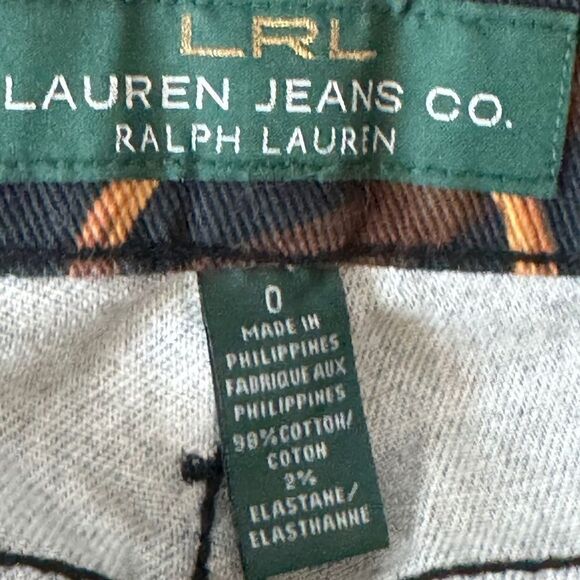 LRL
LAUREN JEANS CO.
RALPH LAUREN
0
MADE IN
PHILIPPINES
FABRIQUE AUX
PHILIPPINES
98% COTTON/
COTON
2%
ELASTANE/
ELASTHANNE